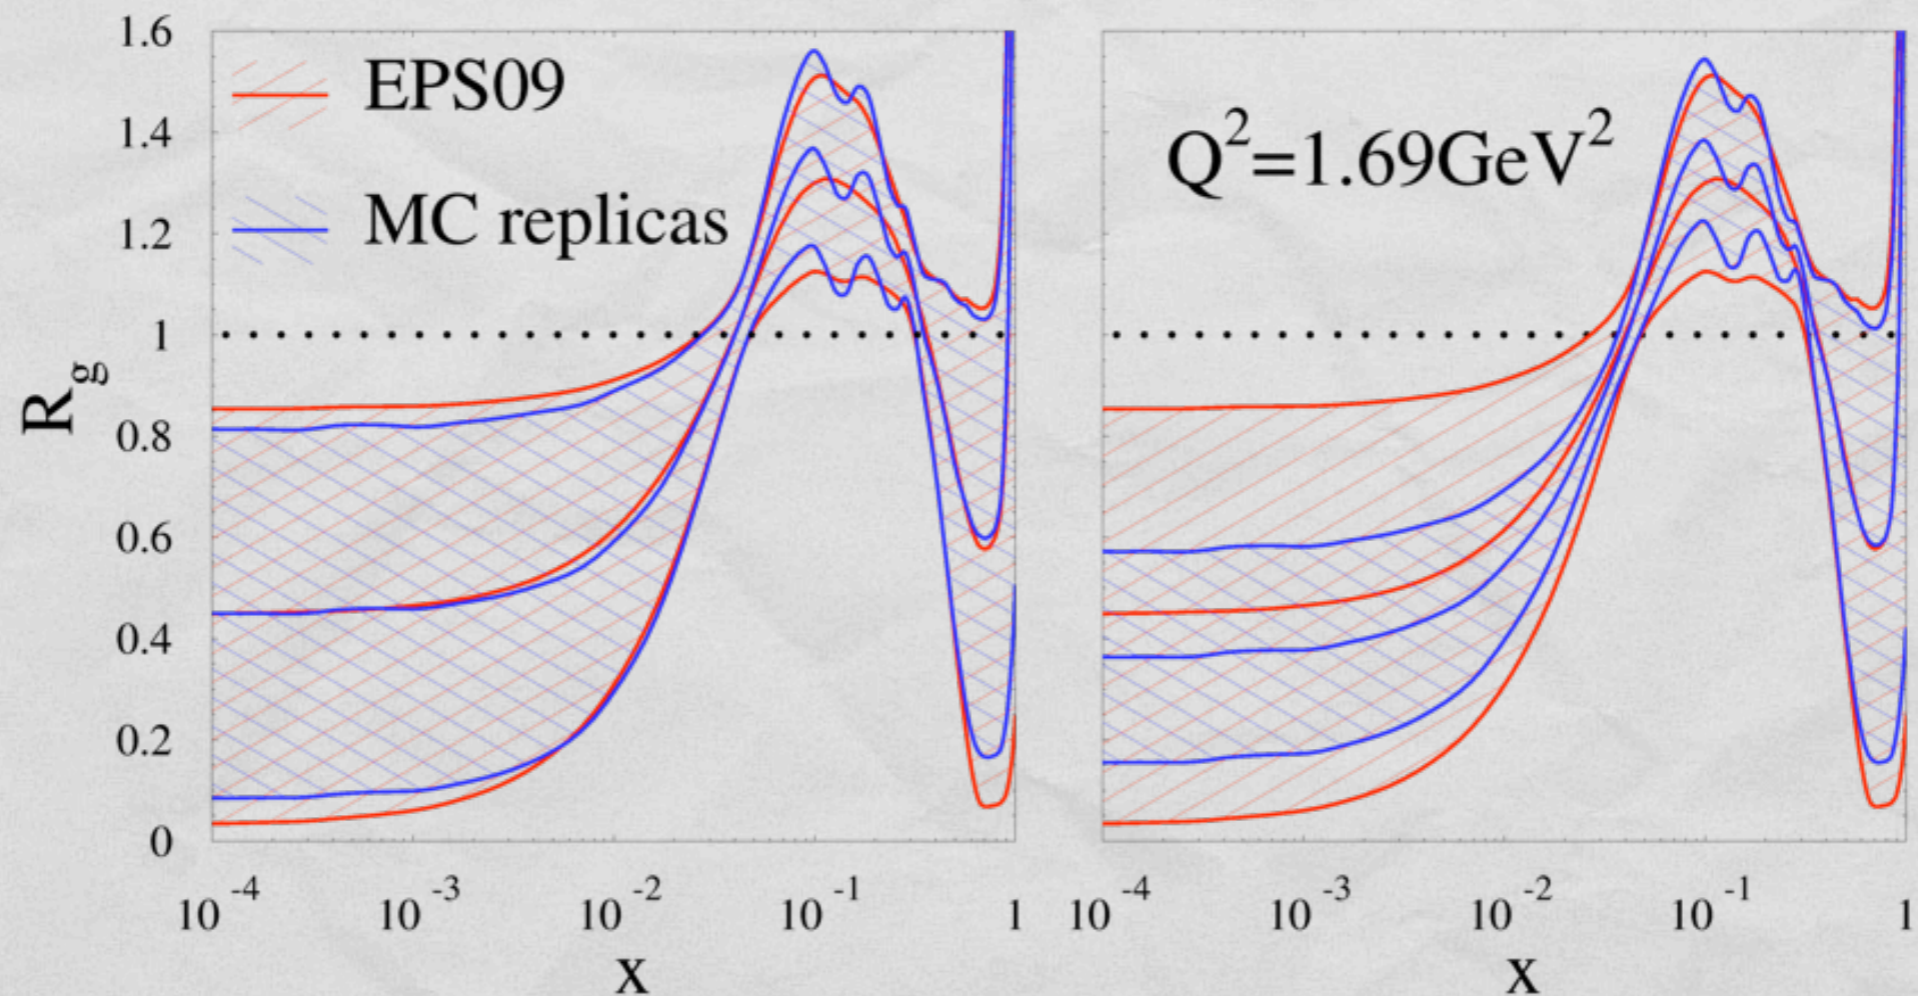 EPS09
MC replicas
Q²=1.69GeV²
R_g
1.6
1.4
1.2
1
0.8
0.6
0.4
0.2
0
10⁻⁴ 10⁻³ 10⁻² 10⁻¹ 1
10⁻⁴ 10⁻³ 10⁻² 10⁻¹ 1
x
x